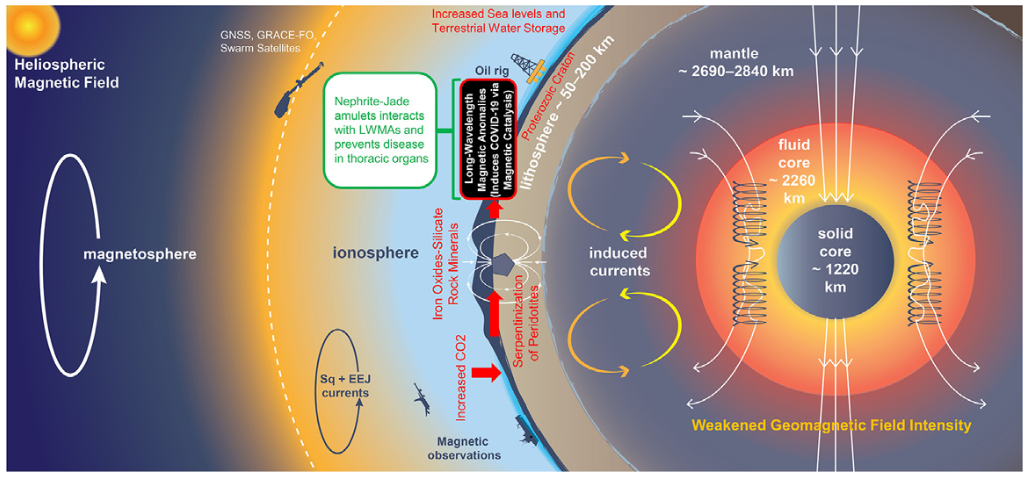 Heliospheric
Magnetic Field
magnetosphere
GNSS, GRACE-FO,
Swarm Satellites
ionosphere
Sq + EEJ
currents
Magnetic
observations
Nephrite-Jade
amulets interacts
with LWMAs and
prevents disease
in thoracic organs
Increased Sea levels and
Terrestrial Water Storage
Oil rig
Long-Wavelength
Magnetic Anomalies
(Induces COVID-19 via
Magnetic Catalysis)
Proterozoic Craton
lithosphere ~ 50–200 km
Iron Oxides-Silicate
Rock Minerals
Serpentinization
of Peridotites
Increased CO2
induced
currents
mantle
~ 2690–2840 km
fluid
core
~ 2260
km
solid
core
~ 1220
km
Weakened Geomagnetic Field Intensity